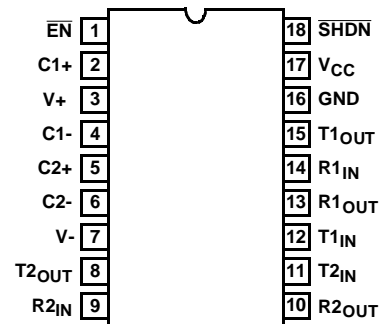 EN 1 18 SHDN
C1+ 2 17 VCC
V+ 3 16 GND
C1- 4 15 T1OUT
C2+ 5 14 R1IN
C2- 6 13 R1OUT
V- 7 12 T1IN
T2OUT 8 11 T2IN
R2IN 9 10 R2OUT